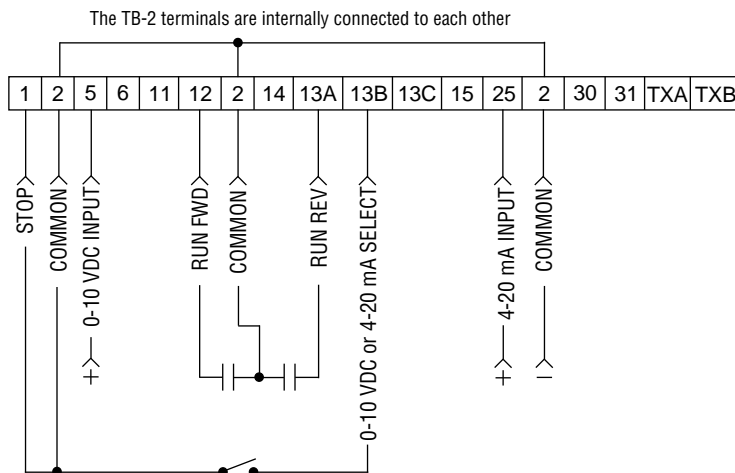 The TB-2 terminals are internally connected to each other
1 2 5 6 11 12 2 14 13A 13B 13C 15 25 2 30 31 TXA TXB
STOP
COMMON
0-10 VDC INPUT
RUN FWD
COMMON
RUN REV
0-10 VDC or 4-20 mA SELECT
4-20 mA INPUT
COMMON
+ + –